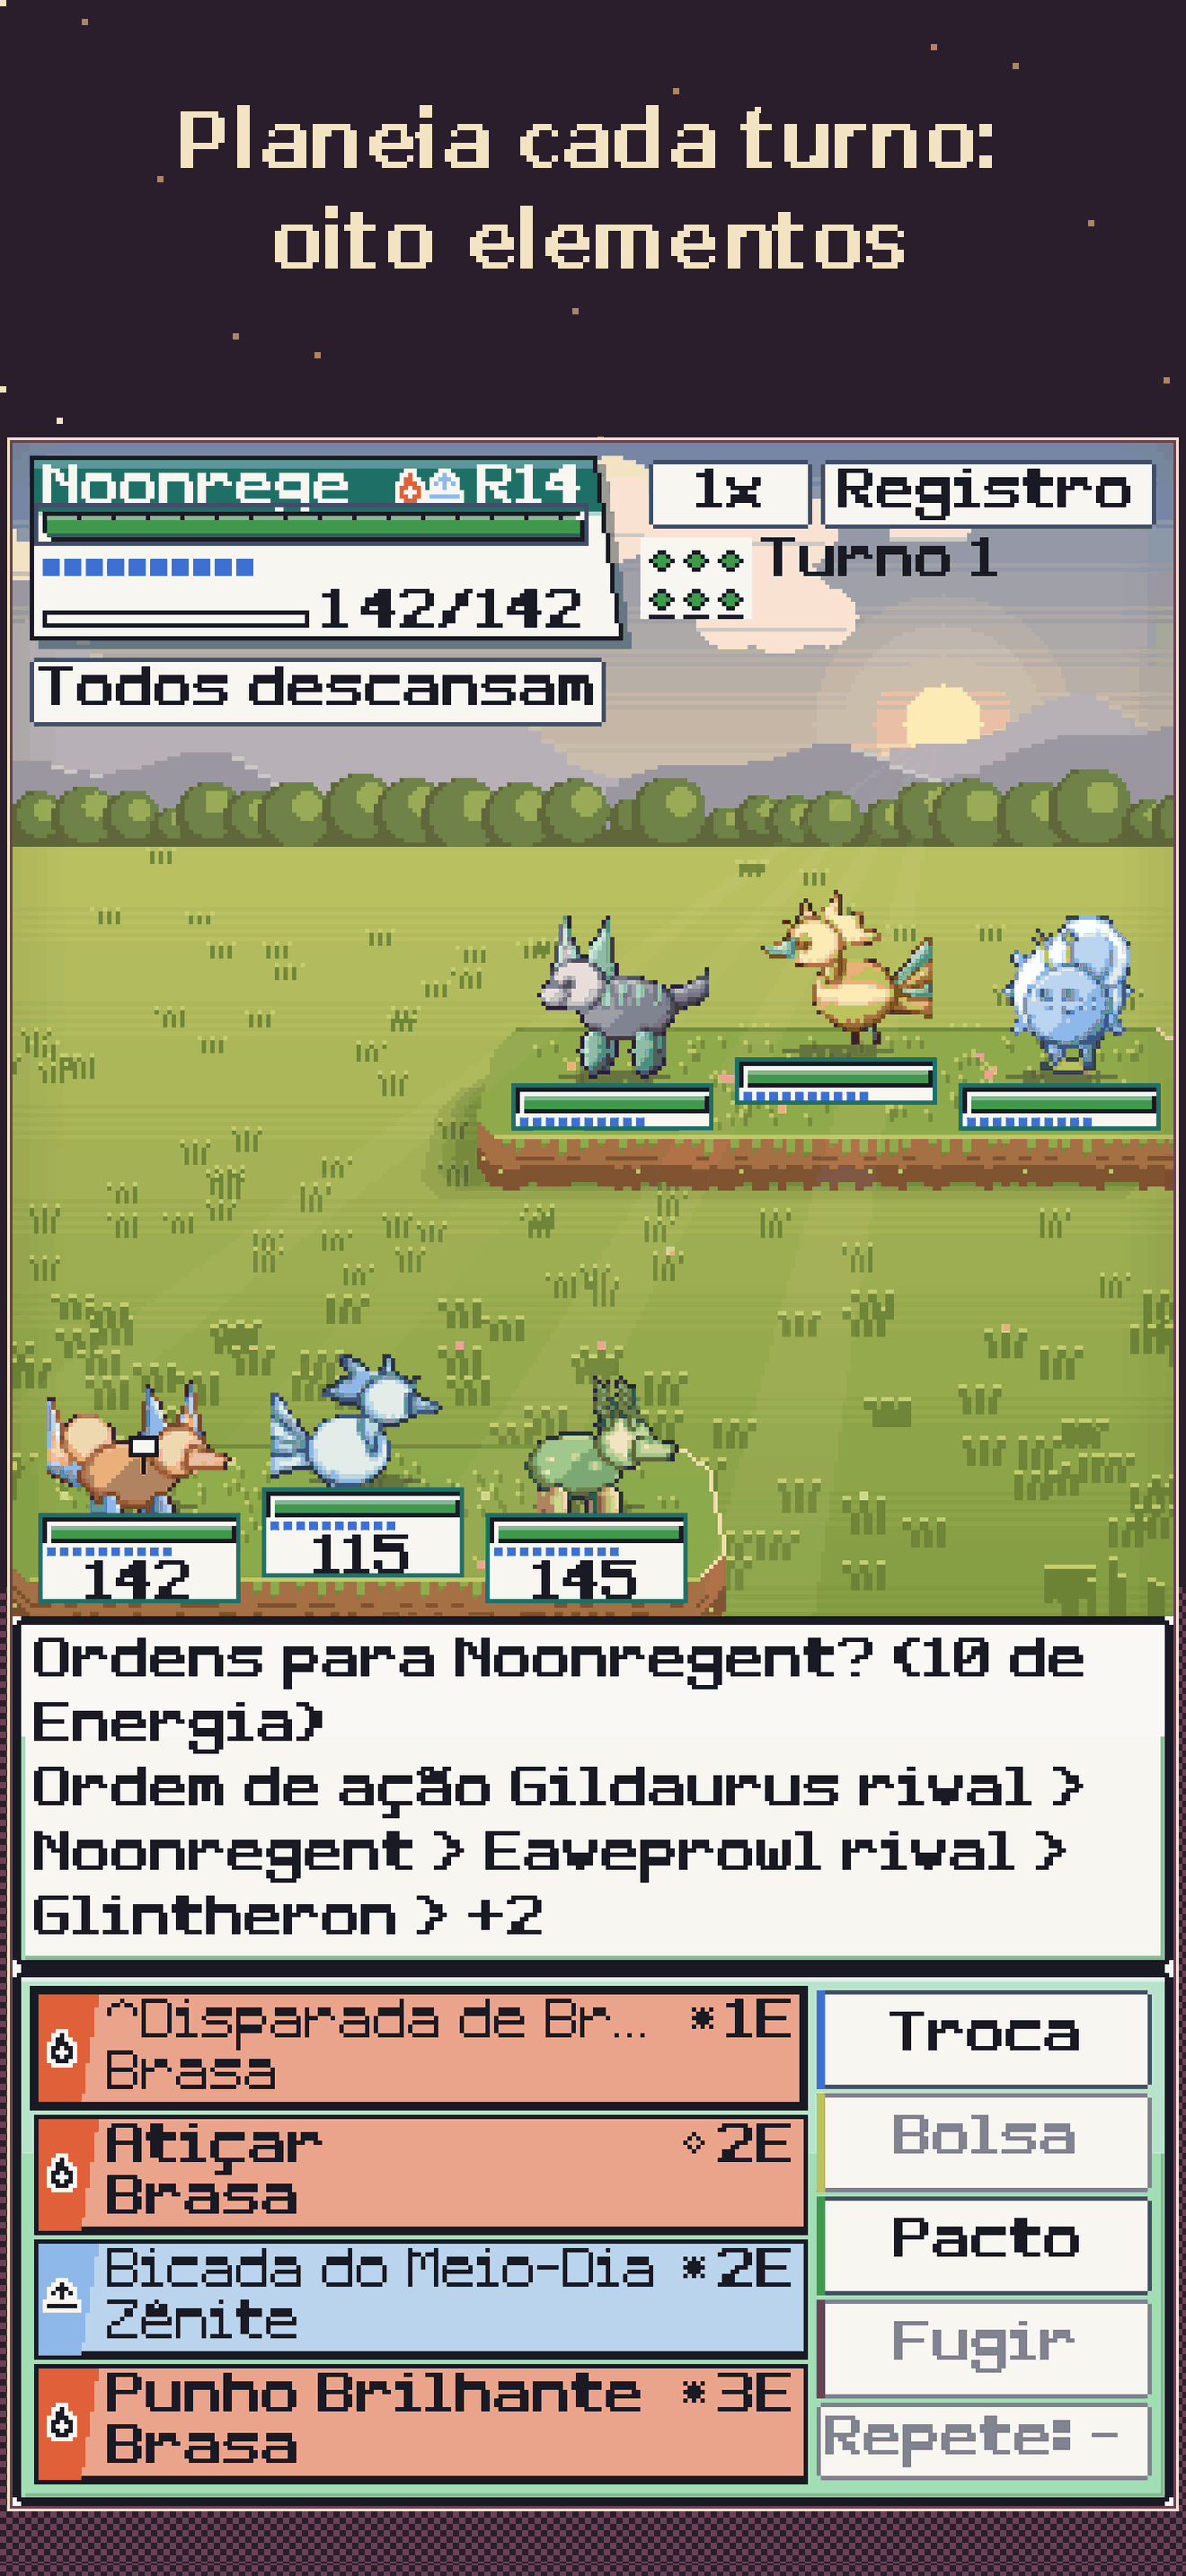 Planeia cada turno:
oito elementos
Noonrege R14
1x
Registro
Turno 1
142/142
Todos descansam
142
115
145
Ordens para Noonregent? (10 de
Energia)
Ordem de ação Gildaurus rival >
Noonregent > Eaveprowl rival >
Glintheron > +2
^Disparada de Br... *1E
Brasa
Troca
Atiçar ◇2E
Brasa
Bolsa
Pacto
Bicada do Meio-Dia *2E
Zênite
Fugir
Punho Brilhante *3E
Brasa
Repete: -